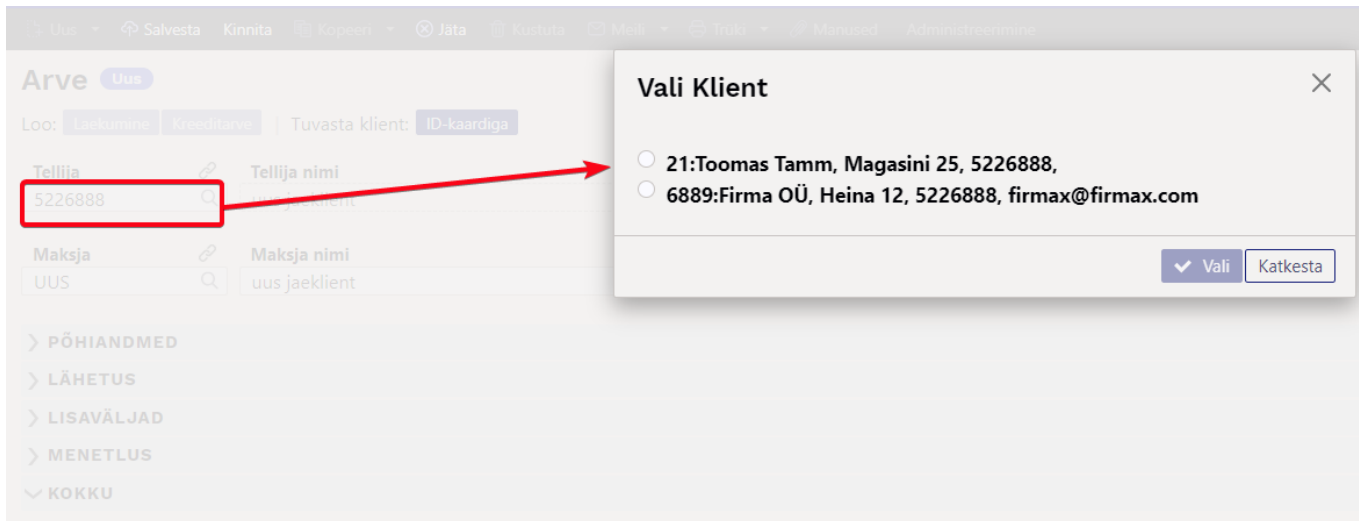 Uus Salvesta Kinnita Kopeeri Jäta Kustuta Meili Trüki Manused Administreerimine
Arve Uus
Loo: Laekumine Kreeditarve Tuvasta klient: ID-kaardiga
Tellija Tellija nimi
5226888 uus jaeklient
Maksja Maksja nimi
UUS uus jaeklient
PÕHIANDMED
LÄHETUS
LISAVÄLJAD
MENETLUS
KOKKU
Vali Klient
21:Toomas Tamm, Magasini 25, 5226888,
6889:Firma OÜ, Heina 12, 5226888, firmax@firmax.com
Vali Katkesta